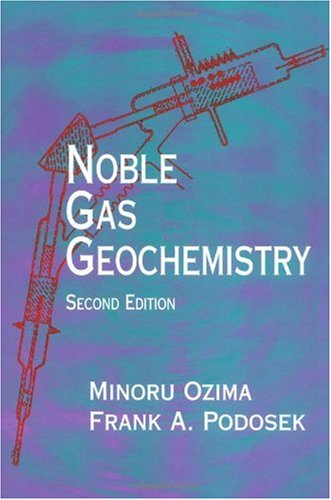 NOBLE
GAS
GEOCHEMISTRY
SECOND EDITION
MINORU OZIMA
FRANK A. PODOSEK